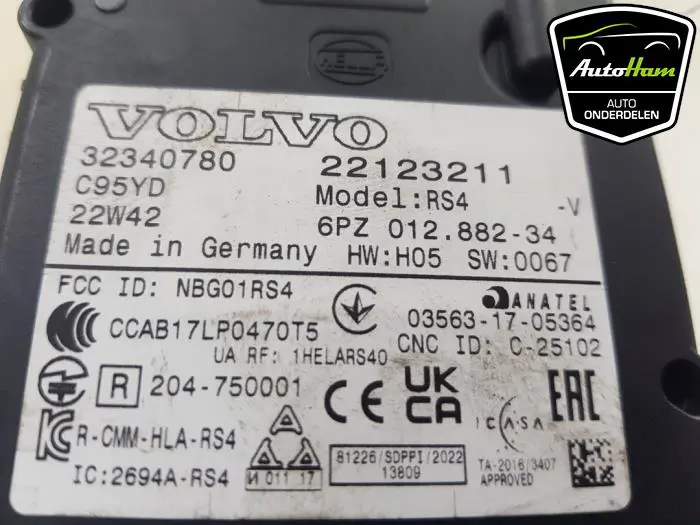 HELLA
AutoHam
AUTO
ONDERDELEN
VOLVO
32340780
22123211
C95YD
Model:RS4 -V
22W42
6PZ 012.882-34
Made in Germany
HW:H05 SW:0067
FCC ID: NBG01RS4
ANATEL
CCAB17LP0470T5
03563-17-05364
UA RF: 1HELARS40
CNC ID: C-25102
R 204-750001
CE
UK
CA
EAC
ICASA
R-CMM-HLA-RS4
IC:2694A-RS4
И 011 17
81226/SDPPI/2022
13809
TA-2016/3407
APPROVED